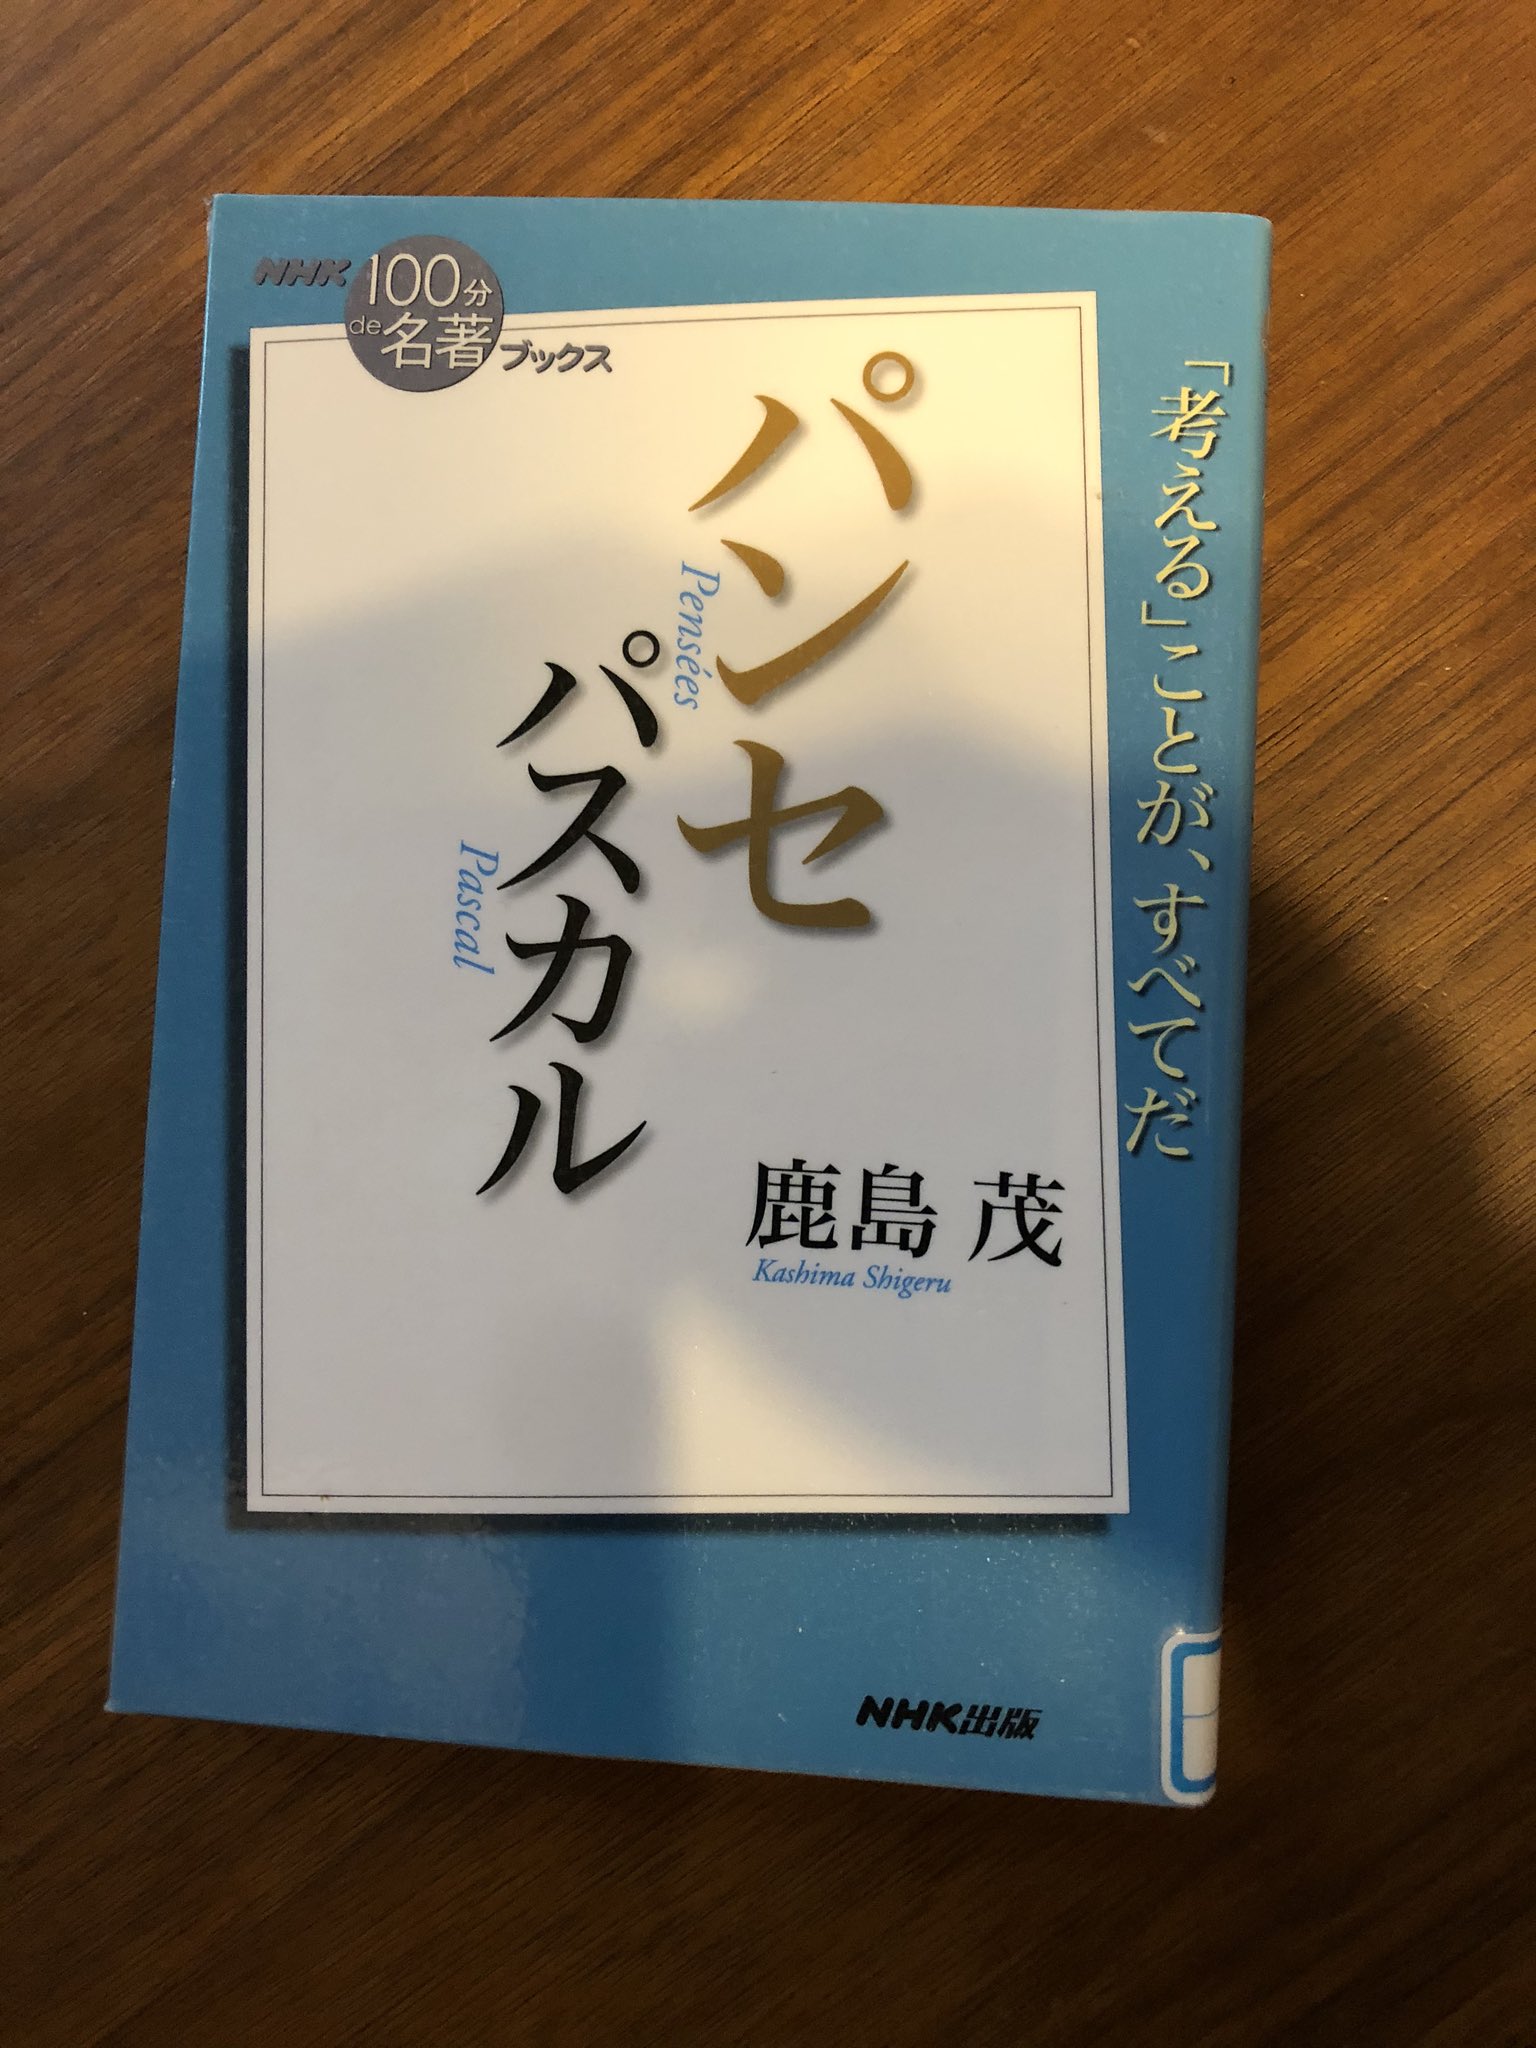 NHK
100分
de名著
ブックス
「考える」ことが、すべてだ
パンセ
Pensées
パスカル
Pascal
鹿島 茂
Kashima Shigeru
NHK出版